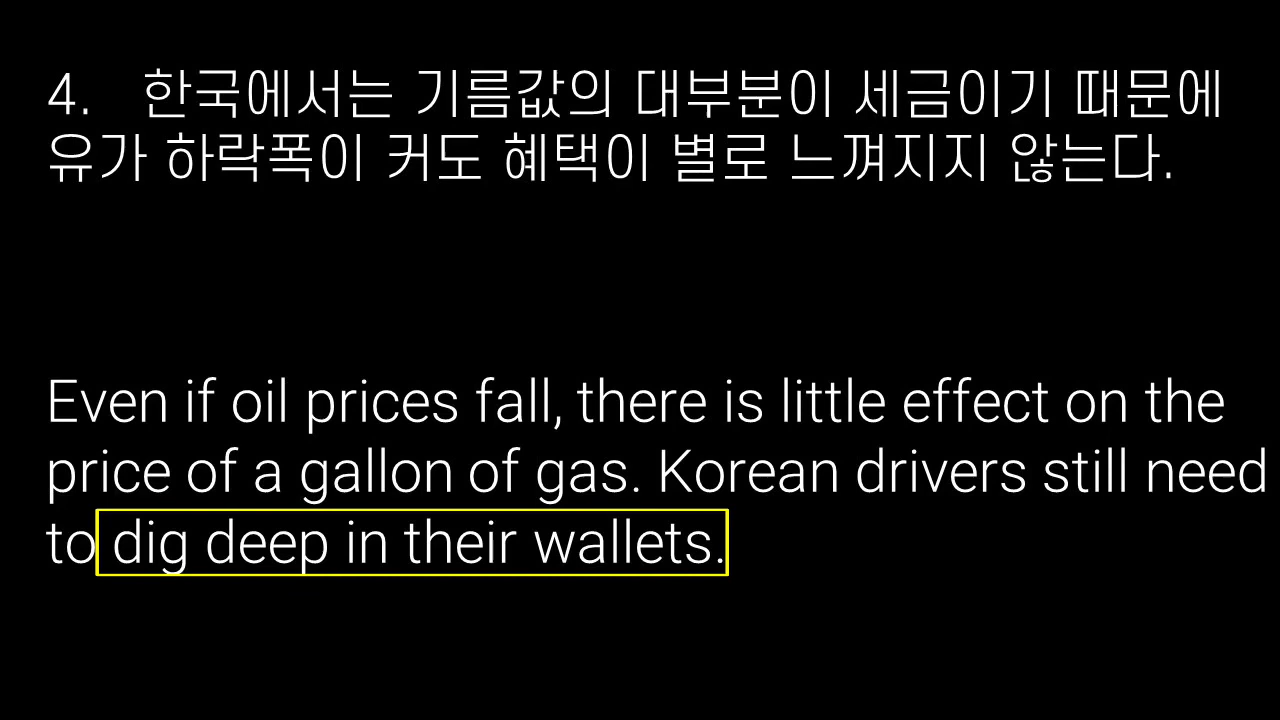 4. 한국에서는 기름값의 대부분이 세금이기 때문에
유가 하락폭이 커도 혜택이 별로 느껴지지 않는다.
Even if oil prices fall, there is little effect on the
price of a gallon of gas. Korean drivers still need
to dig deep in their wallets.